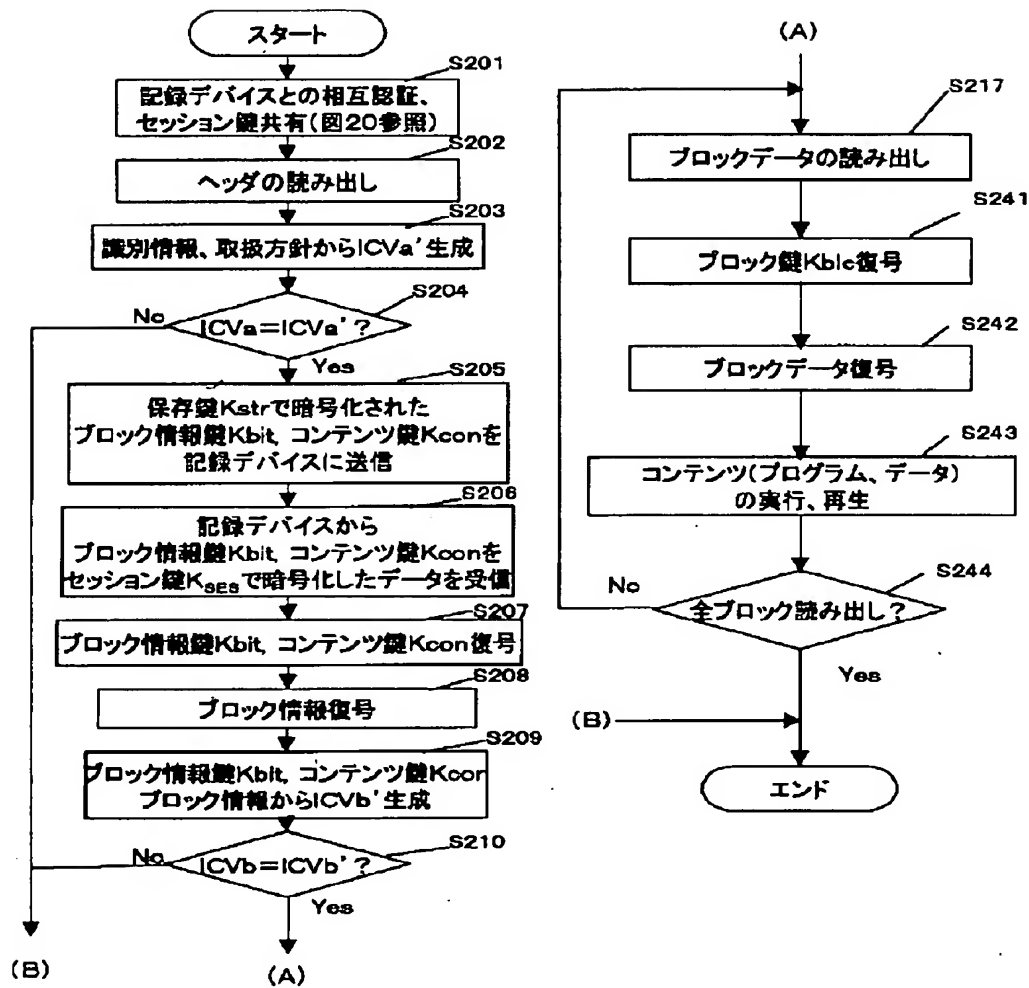 スタート
S201
記録デバイスとの相互認証、
セッション鍵共有(図20参照)
S202
ヘッダの読み出し
S203
識別情報、取扱方針からICVa'生成
S204
ICVa=ICVa'?
No
Yes
S205
保存鍵Kstrで暗号化された
ブロック情報鍵Kbit, コンテンツ鍵Kconを
記録デバイスに送信
S206
記録デバイスから
ブロック情報鍵Kbit, コンテンツ鍵Kconを
セッション鍵KSESで暗号化したデータを受信
S207
ブロック情報鍵Kbit, コンテンツ鍵Kcon復号
S208
ブロック情報復号
S209
ブロック情報鍵Kbit, コンテンツ鍵Kcon
ブロック情報からICVb'生成
S210
ICVb=ICVb'?
No
Yes
(B)
(A)
(A)
S217
ブロックデータの読み出し
S241
ブロック鍵Kblc復号
S242
ブロックデータ復号
S243
コンテンツ(プログラム、データ)
の実行、再生
S244
全ブロック読み出し?
No
Yes
(B)
エンド